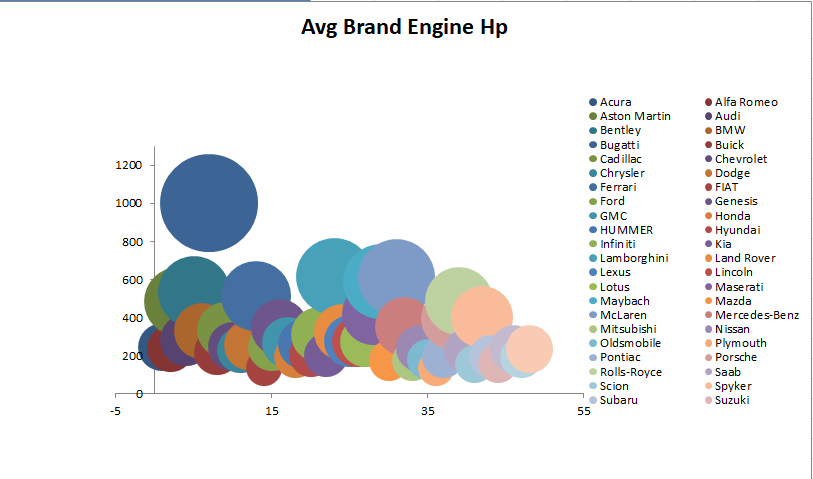 Avg Brand Engine Hp
1200
1000
800
600
400
200
0
-5 15 35 55
Acura Alfa Romeo
Aston Martin Audi
Bentley BMW
Bugatti Buick
Cadillac Chevrolet
Chrysler Dodge
Ferrari FIAT
Ford Genesis
GMC Honda
HUMMER Hyundai
Infiniti Kia
Lamborghini Land Rover
Lexus Lincoln
Lotus Maserati
Maybach Mazda
McLaren Mercedes-Benz
Mitsubishi Nissan
Oldsmobile Plymouth
Pontiac Porsche
Rolls-Royce Saab
Scion Spyker
Subaru Suzuki